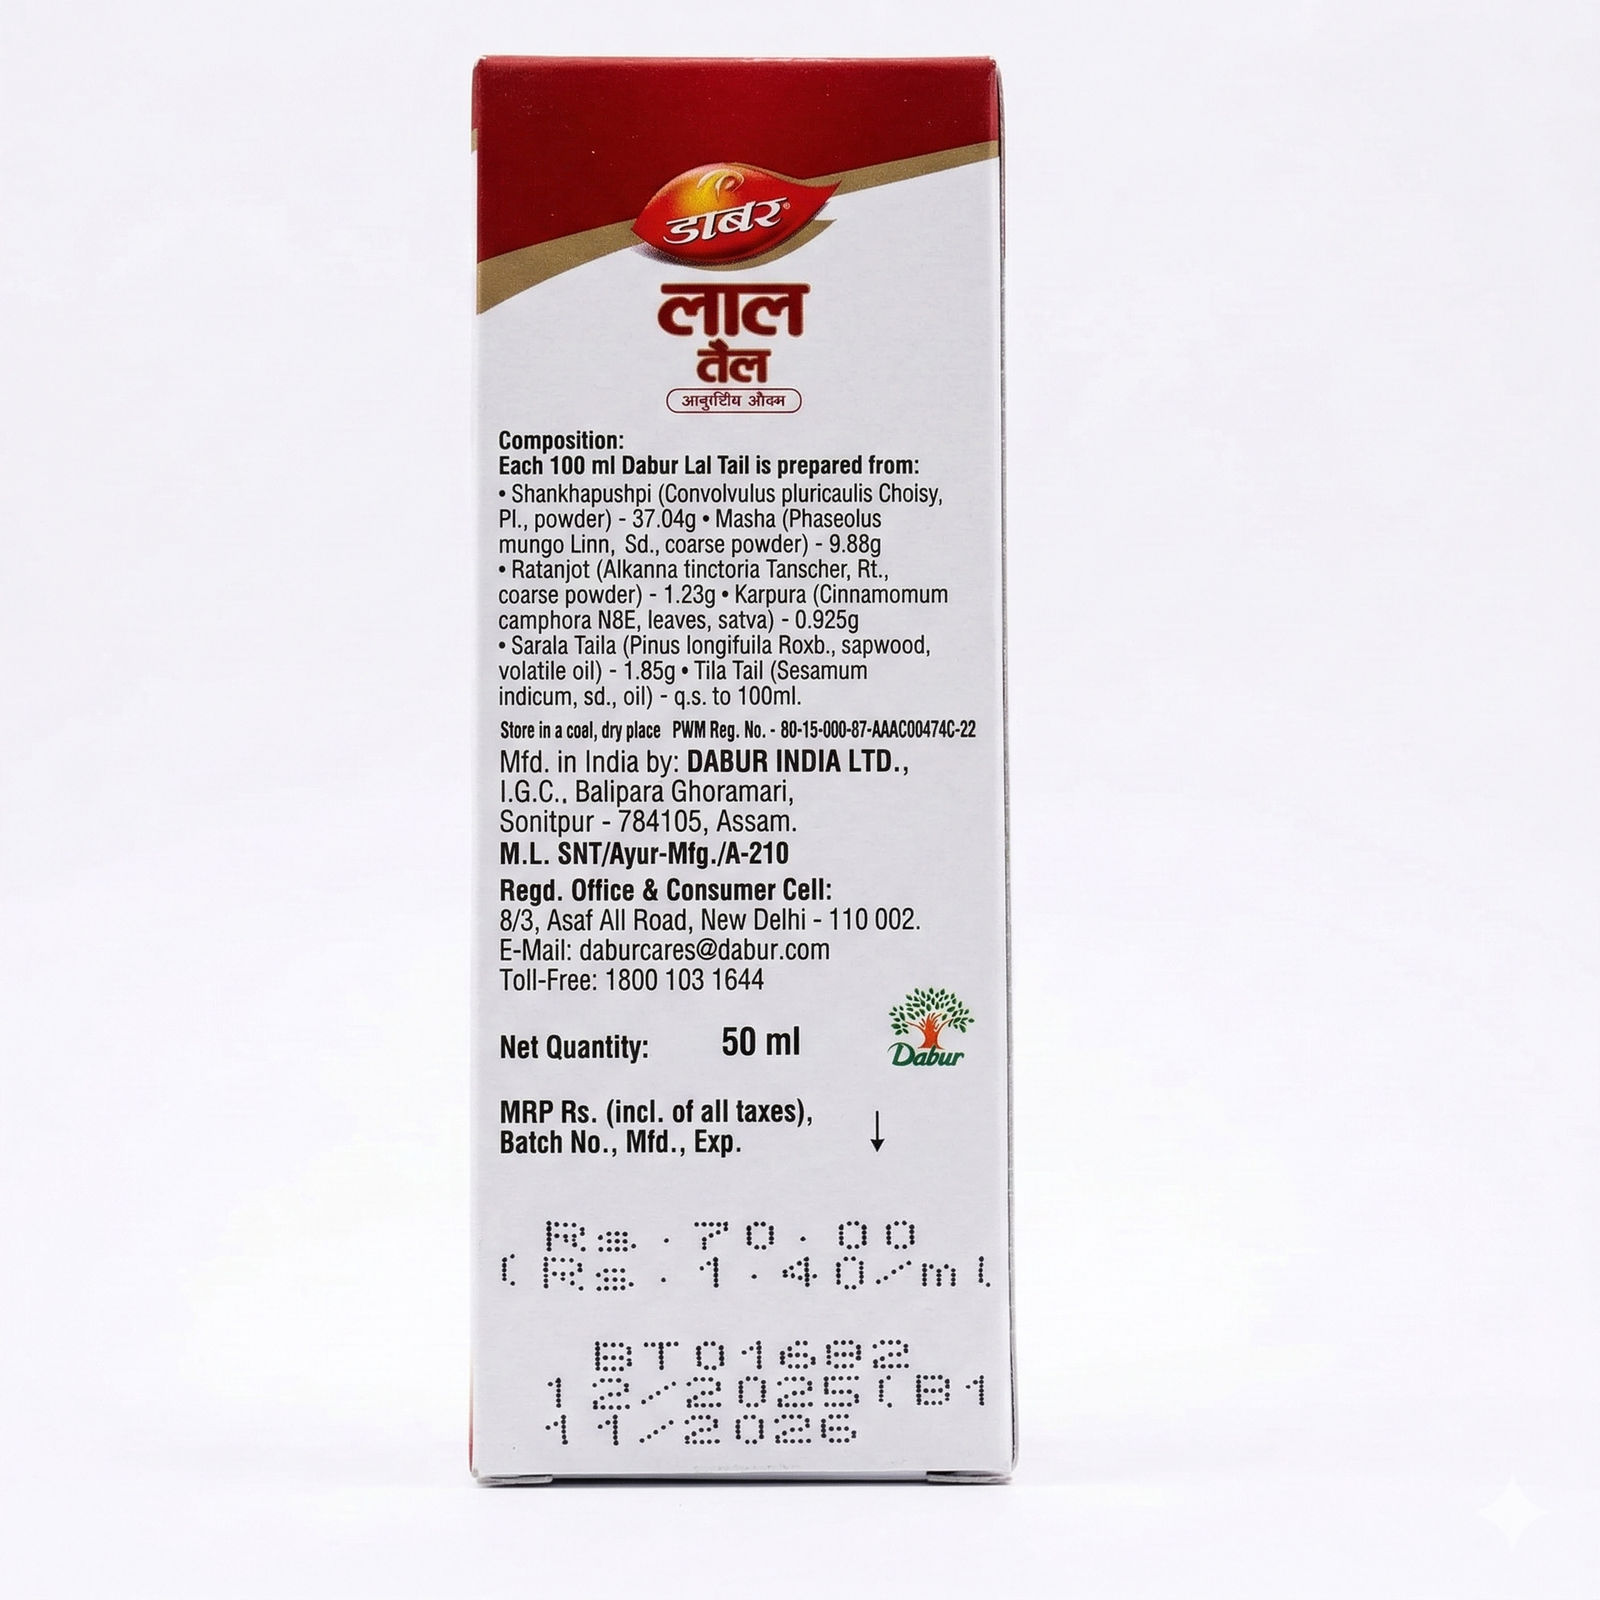 डाबर®
लाल
तैल
Composition:
Each 100 ml Dabur Lal Tail is prepared from:
• Shankhapushpi (Convolvulus pluricaulis Choisy,
Pl., powder) - 37.04g • Masha (Phaseolus
mungo Linn, Sd., coarse powder) - 9.88g
• Ratanjot (Alkanna tinctoria Tanscher, Rt.,
coarse powder) - 1.23g • Karpura (Cinnamomum
camphora N8E, leaves, satva) - 0.925g
• Sarala Taila (Pinus longifuila Roxb., sapwood,
volatile oil) - 1.85g • Tila Tail (Sesamum
indicum, sd., oil) - q.s. to 100ml.
Store in a coal, dry place PWM Reg. No. - 80-15-000-87-AAAC00474C-22
Mfd. in India by: DABUR INDIA LTD.,
I.G.C., Balipara Ghoramari,
Sonitpur - 784105, Assam.
M.L. SNT/Ayur-Mfg./A-210
Regd. Office & Consumer Cell:
8/3, Asaf All Road, New Delhi - 110 002.
E-Mail: daburcares@dabur.com
Toll-Free: 1800 103 1644
Net Quantity: 50 ml
Dabur
MRP Rs. (incl. of all taxes),
Batch No., Mfd., Exp.
Rs.70.00
(Rs.1.40/ml
BT01682
12/2025(B1
11/2026